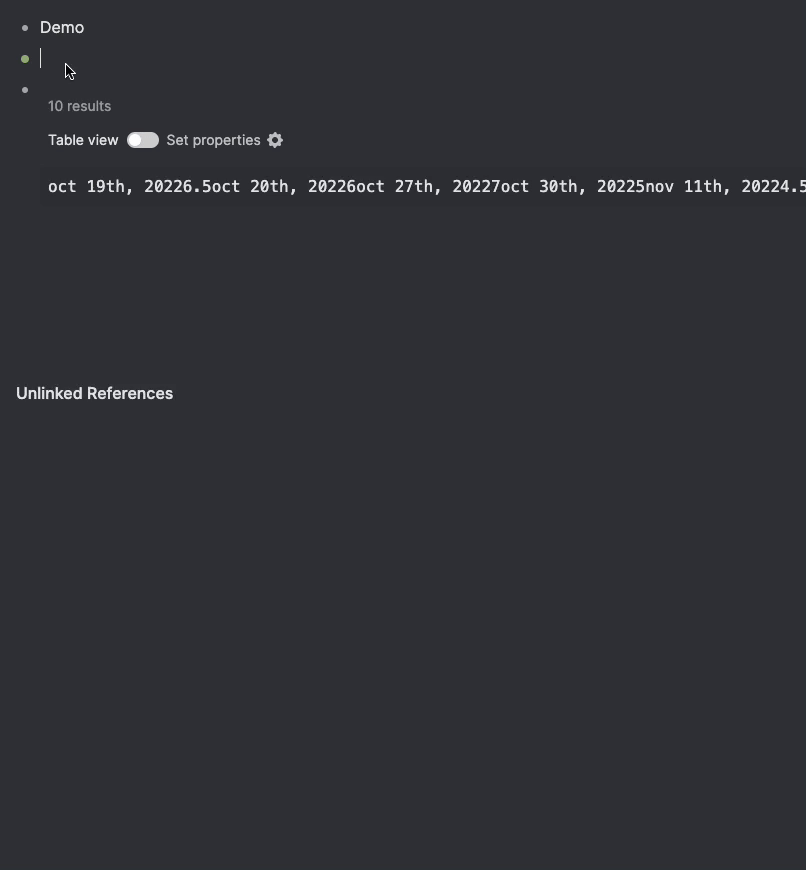 Demo
10 results
Table view Set properties
oct 19th, 20226.5oct 20th, 20226oct 27th, 20227oct 30th, 20225nov 11th, 20224.5
Unlinked References